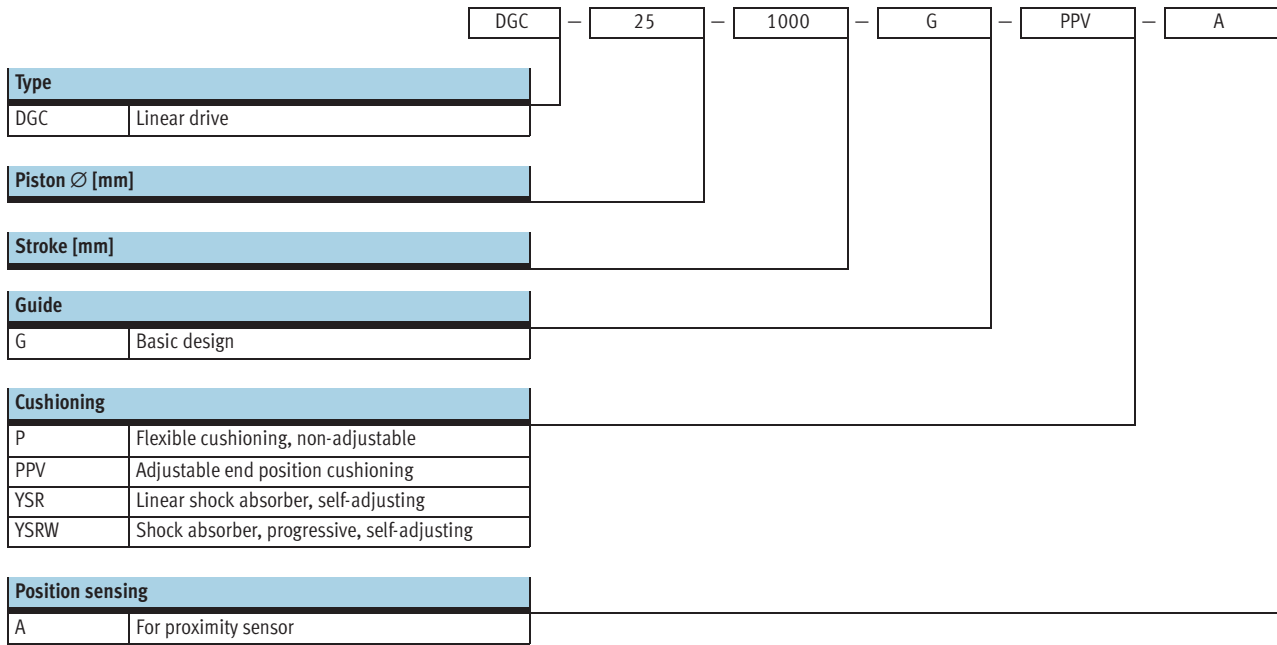 DGC – 25 – 1000 – G – PPV – A
Type
DGC Linear drive
Piston ∅ [mm]
Stroke [mm]
Guide
G Basic design
Cushioning
P Flexible cushioning, non-adjustable
PPV Adjustable end position cushioning
YSR Linear shock absorber, self-adjusting
YSRW Shock absorber, progressive, self-adjusting
Position sensing
A For proximity sensor